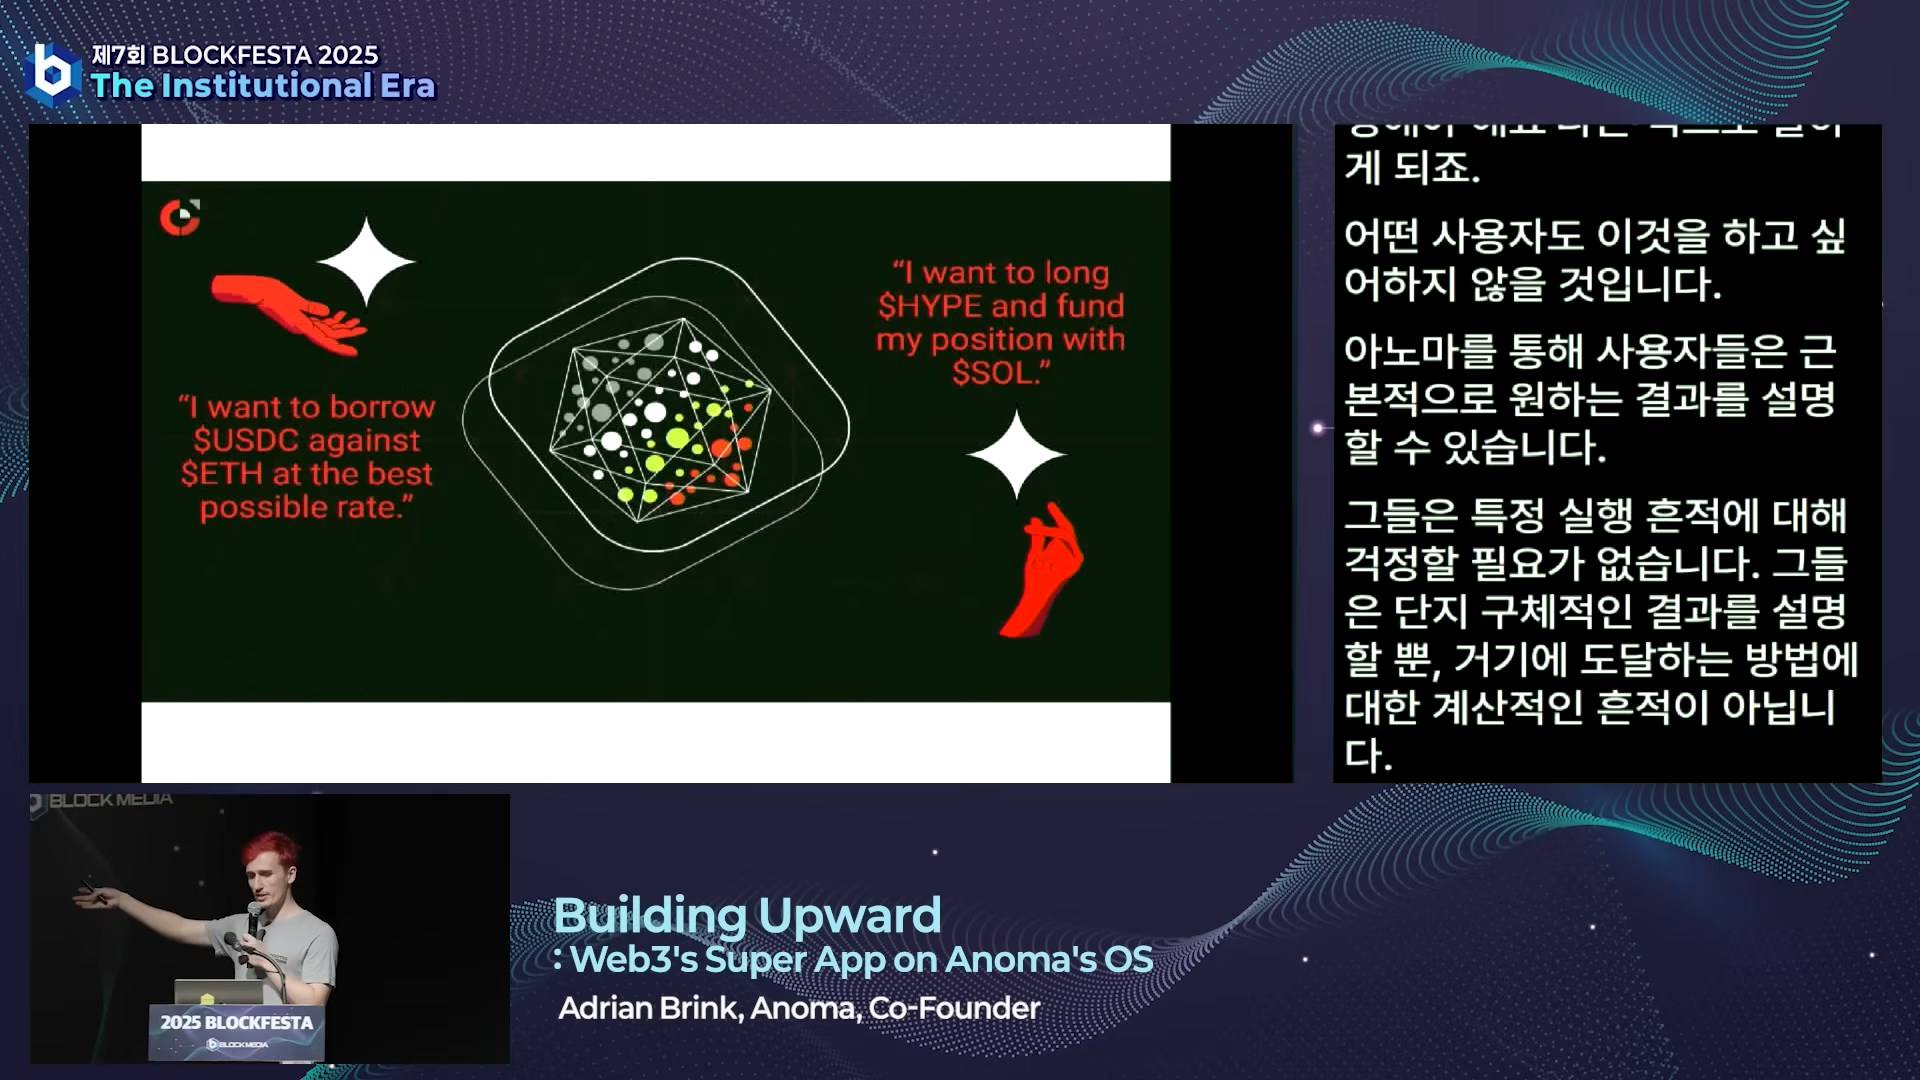 제7회 BLOCKFESTA 2025
The Institutional Era
“I want to borrow
$USDC against
$ETH at the best
possible rate.”
“I want to long
$HYPE and fund
my position with
$SOL.”
게 되죠.
어떤 사용자도 이것을 하고 싶
어하지 않을 것입니다.
아노마를 통해 사용자들은 근
본적으로 원하는 결과를 설명
할 수 있습니다.
그들은 특정 실행 흔적에 대해
걱정할 필요가 없습니다. 그들
은 단지 구체적인 결과를 설명
할 뿐, 거기에 도달하는 방법에
대한 계산적인 흔적이 아닙니
다.
BLOCK MEDIA
2025 BLOCKFESTA
BLOCKMEDIA
Building Upward
: Web3's Super App on Anoma's OS
Adrian Brink, Anoma, Co-Founder